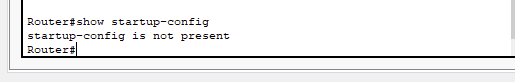 Router#show startup-config
startup-config is not present
Router#